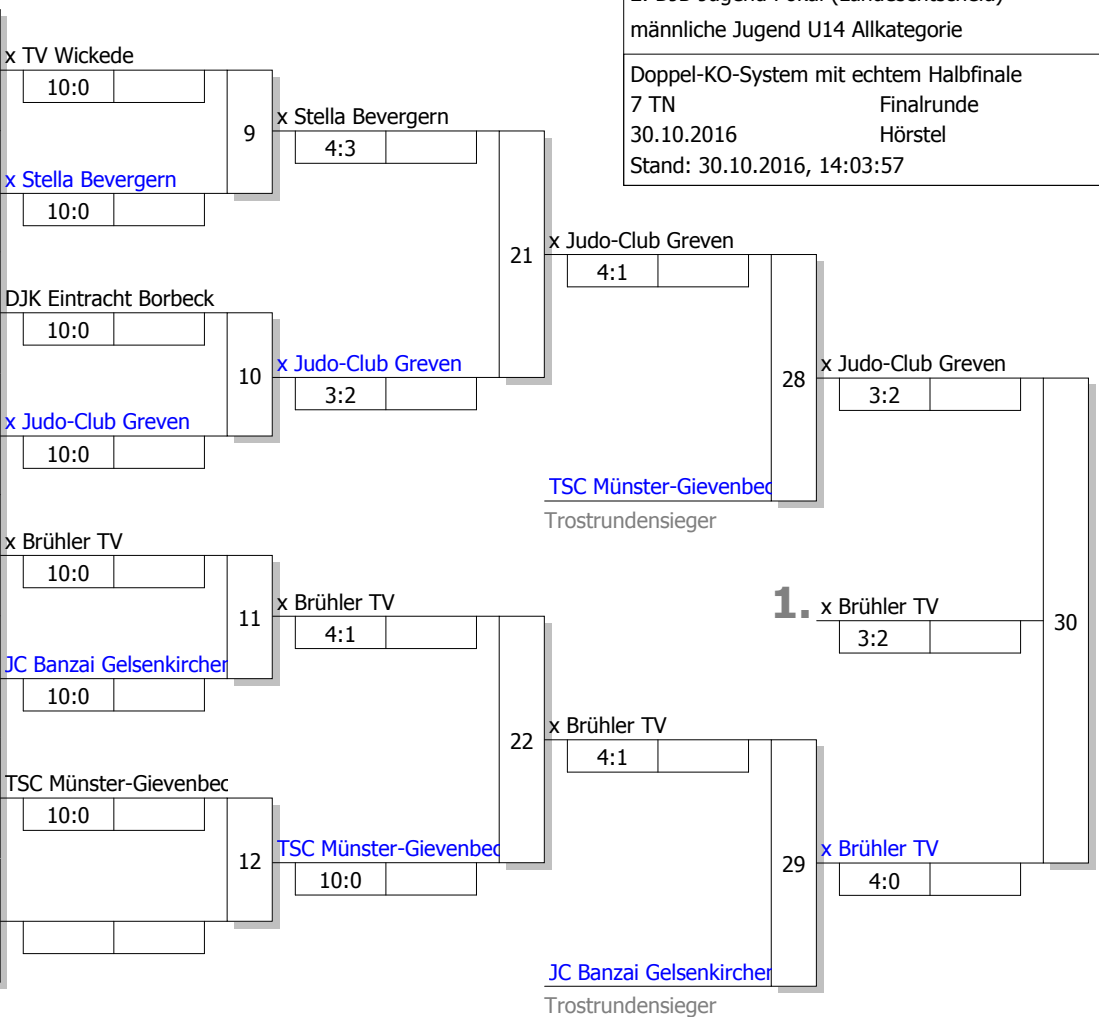 männliche Jugend U14 Allkategorie
Doppel-KO-System mit echtem Halbfinale
7 TN Finalrunde
30.10.2016 Hörstel
Stand: 30.10.2016, 14:03:57
x TV Wickede
10:0
9
x Stella Bevergern
10:0
x Stella Bevergern
4:3
21
DJK Eintracht Borbeck
10:0
10
x Judo-Club Greven
10:0
x Judo-Club Greven
3:2
x Judo-Club Greven
4:1
28
TSC Münster-Gievenbec
Trostrundensieger
x Judo-Club Greven
3:2
x Brühler TV
10:0
11
JC Banzai Gelsenkircher
10:0
x Brühler TV
4:1
22
TSC Münster-Gievenbec
10:0
12
TSC Münster-Gievenbec
10:0
x Brühler TV
4:1
29
JC Banzai Gelsenkircher
Trostrundensieger
x Brühler TV
4:0
1. x Brühler TV
3:2
30